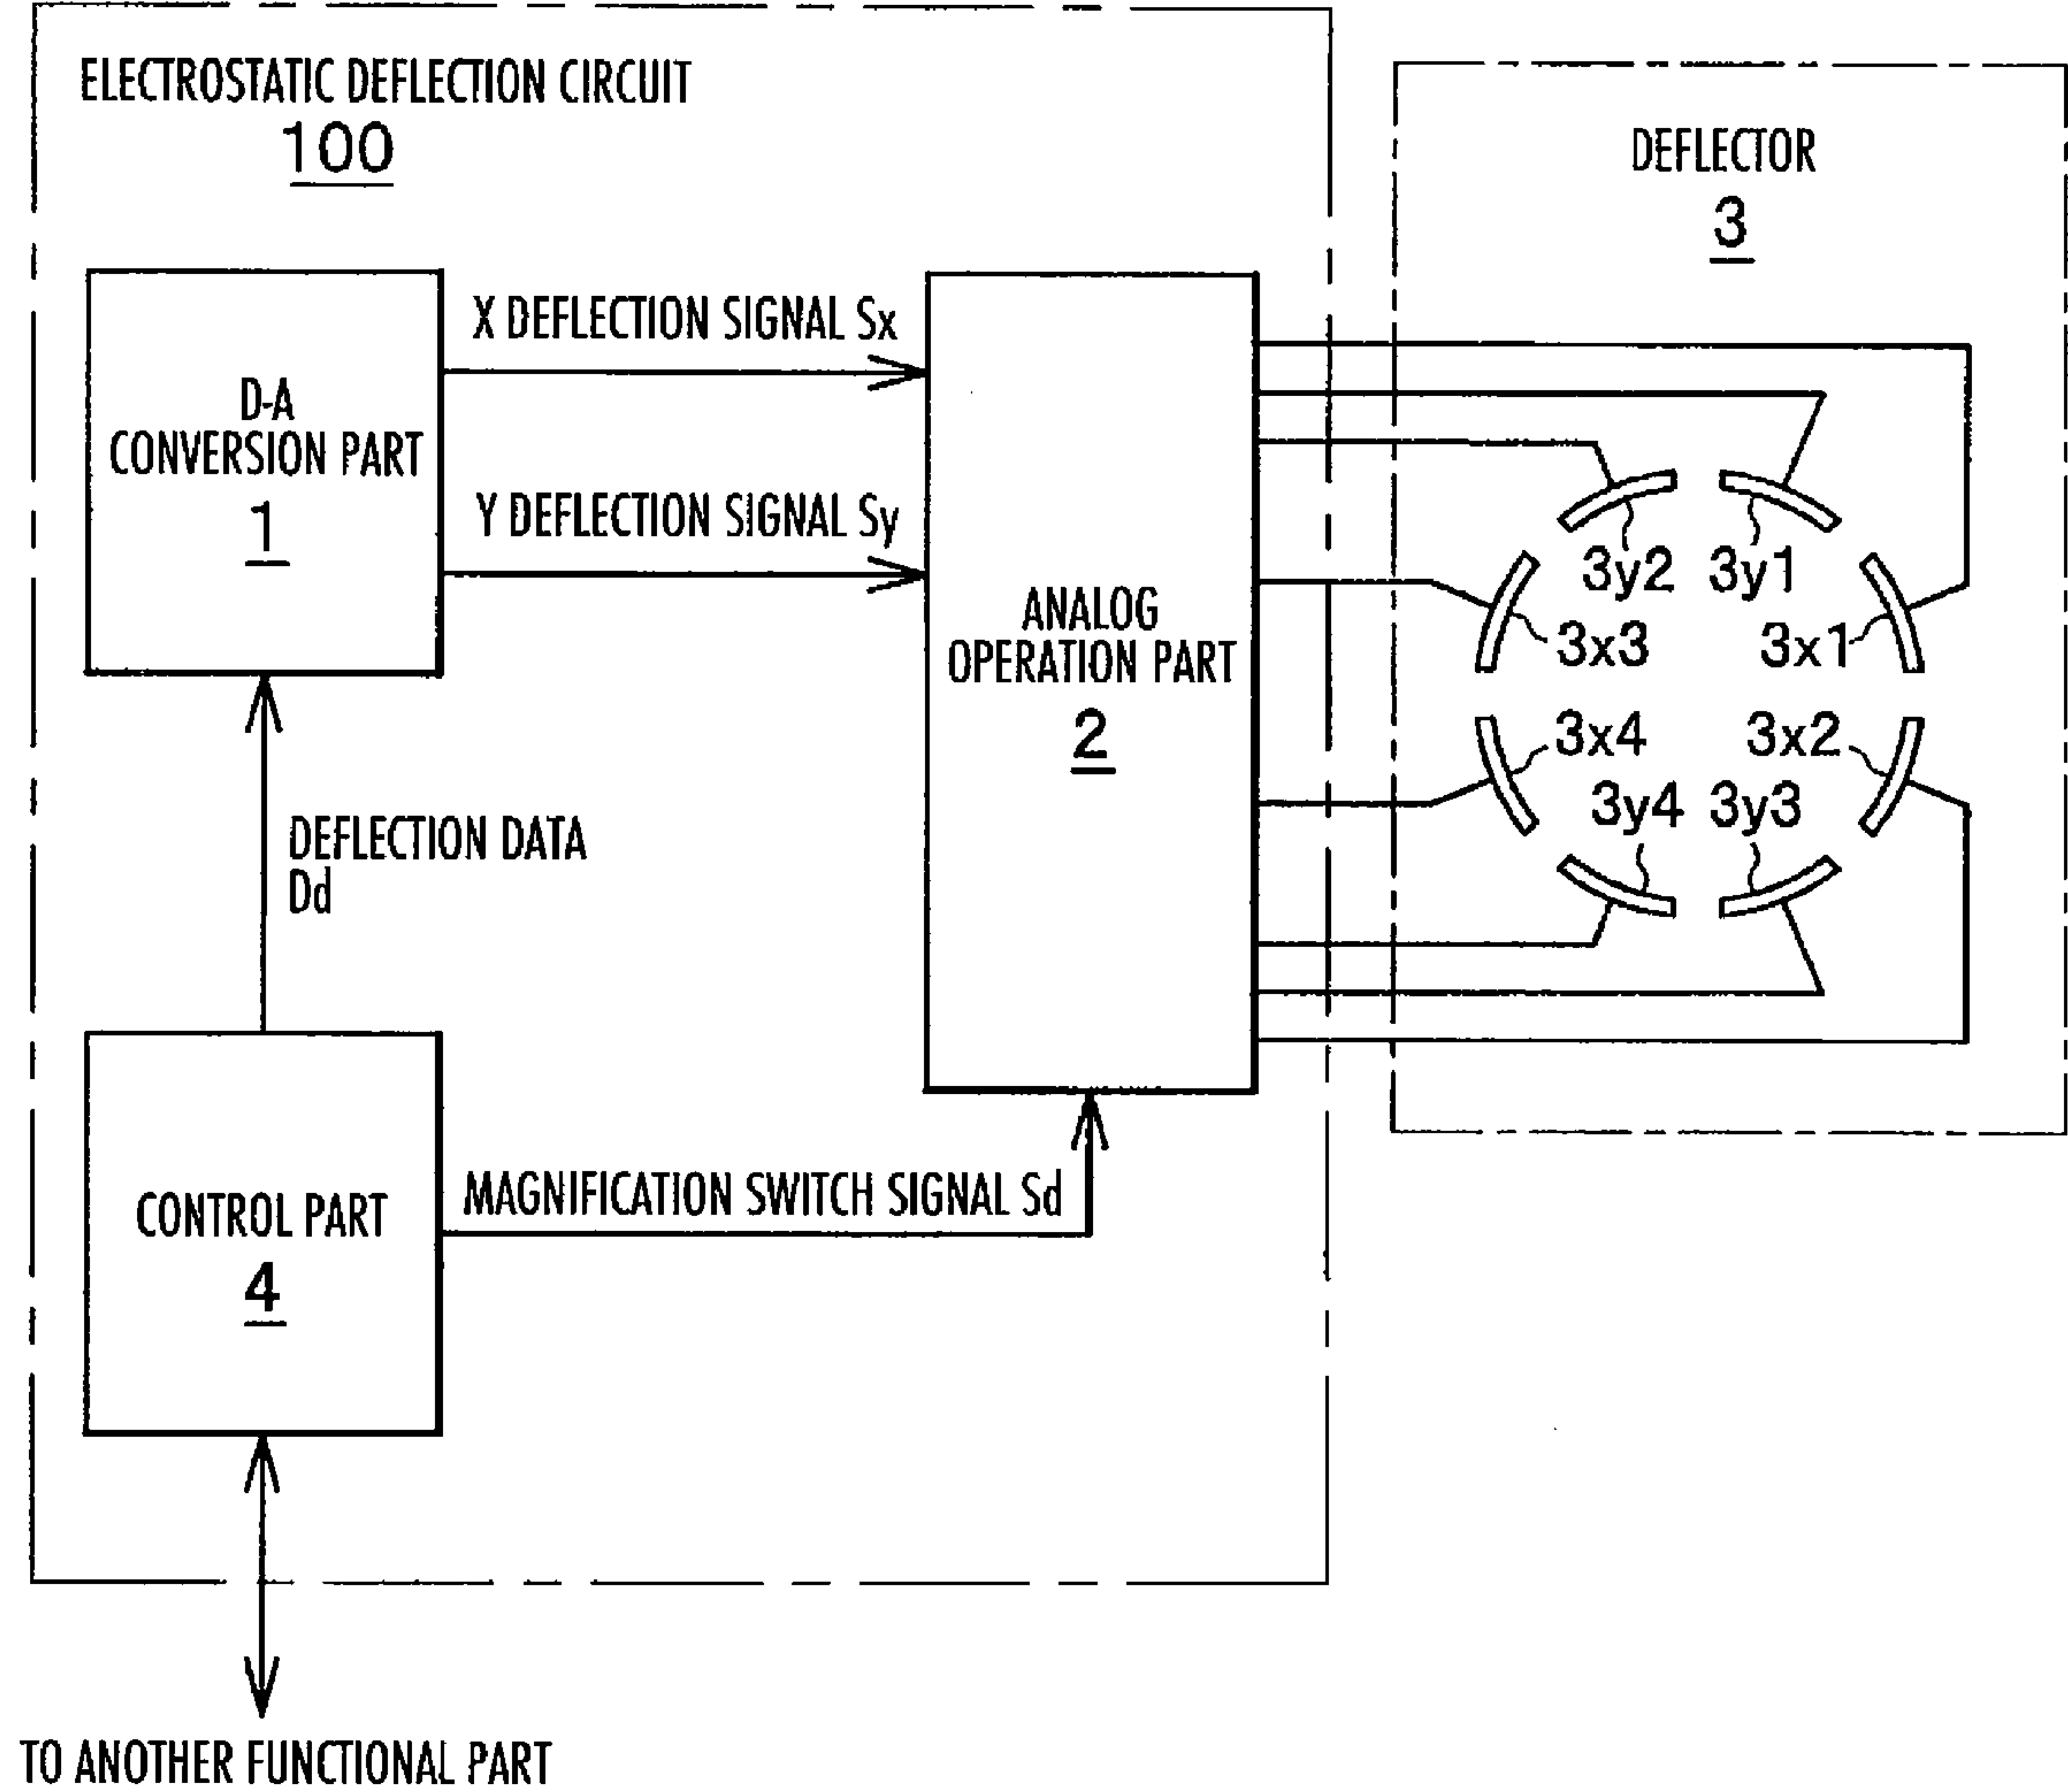 ELECTROSTATIC DEFLECTION CIRCUIT
100
DEFLECTOR
3
D-A
CONVERSION PART
1
X DEFLECTION SIGNAL Sx
Y DEFLECTION SIGNAL Sy
ANALOG
OPERATION PART
2
3y2
3y1
3x3
3x1
3x4
3x2
3y4
3y3
DEFLECTION DATA
Dd
CONTROL PART
4
MAGNIFICATION SWITCH SIGNAL Sd
TO ANOTHER FUNCTIONAL PART